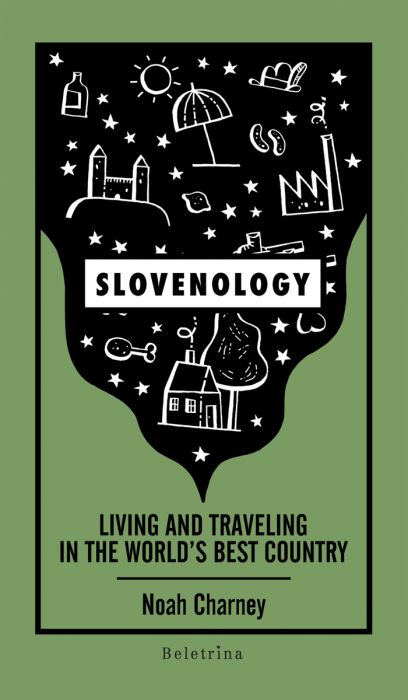 SLOVENOLOGY
LIVING AND TRAVELING
IN THE WORLD'S BEST COUNTRY
Noah Charney
Beletrina